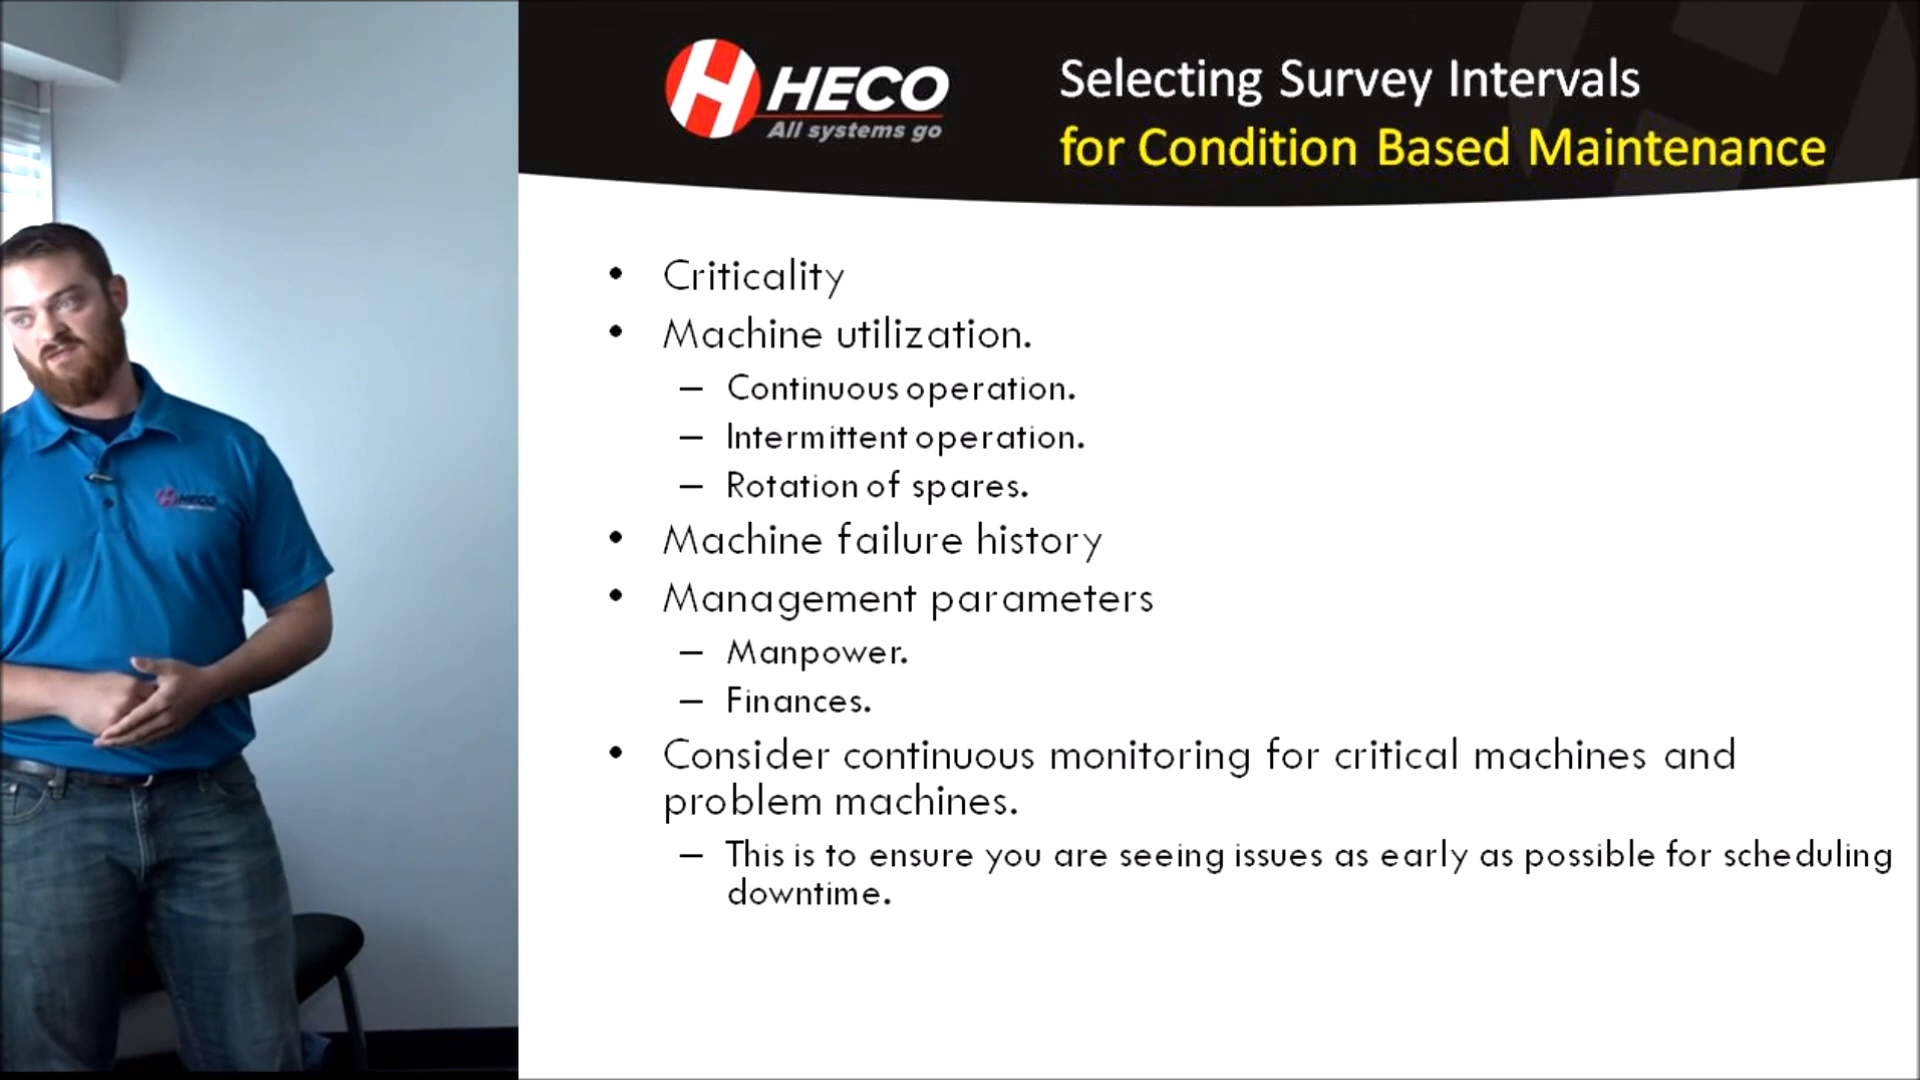 HECO
All systems go
Selecting Survey Intervals
for Condition Based Maintenance
• Criticality
• Machine utilization.
– Continuous operation.
– Intermittent operation.
– Rotation of spares.
• Machine failure history
• Management parameters
– Manpower.
– Finances.
• Consider continuous monitoring for critical machines and
problem machines.
– This is to ensure you are seeing issues as early as possible for scheduling
downtime.
HECO